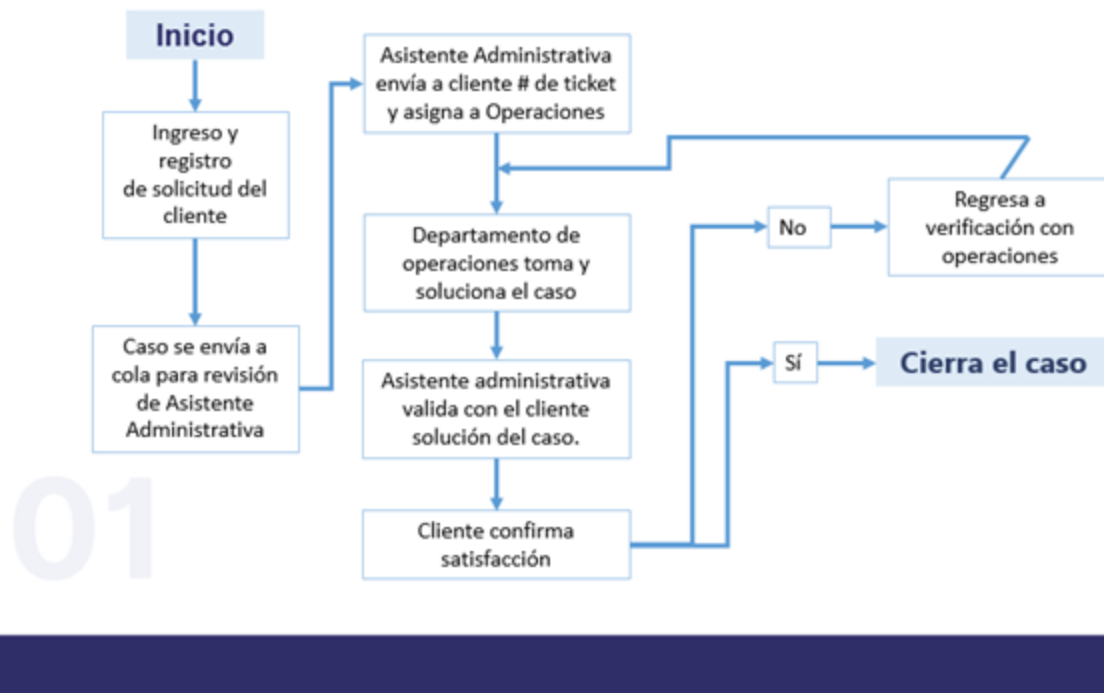 Inicio
Ingreso y
registro
de solicitud del
cliente
Caso se envía a
cola para revisión
de Asistente
Administrativa
Asistente Administrativa
envía a cliente # de ticket
y asigna a Operaciones
Departamento de
operaciones toma y
soluciona el caso
Asistente administrativa
valida con el cliente
solución del caso.
Cliente confirma
satisfacción
No
Regresa a
verificación con
operaciones
Sí
Cierra el caso
01